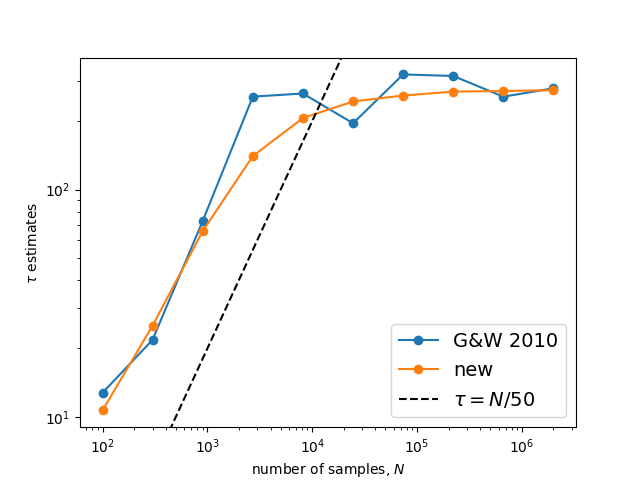 10²
10¹
τ estimates
G&W 2010
new
τ = N/50
10² 10³ 10⁴ 10⁵ 10⁶
number of samples, N